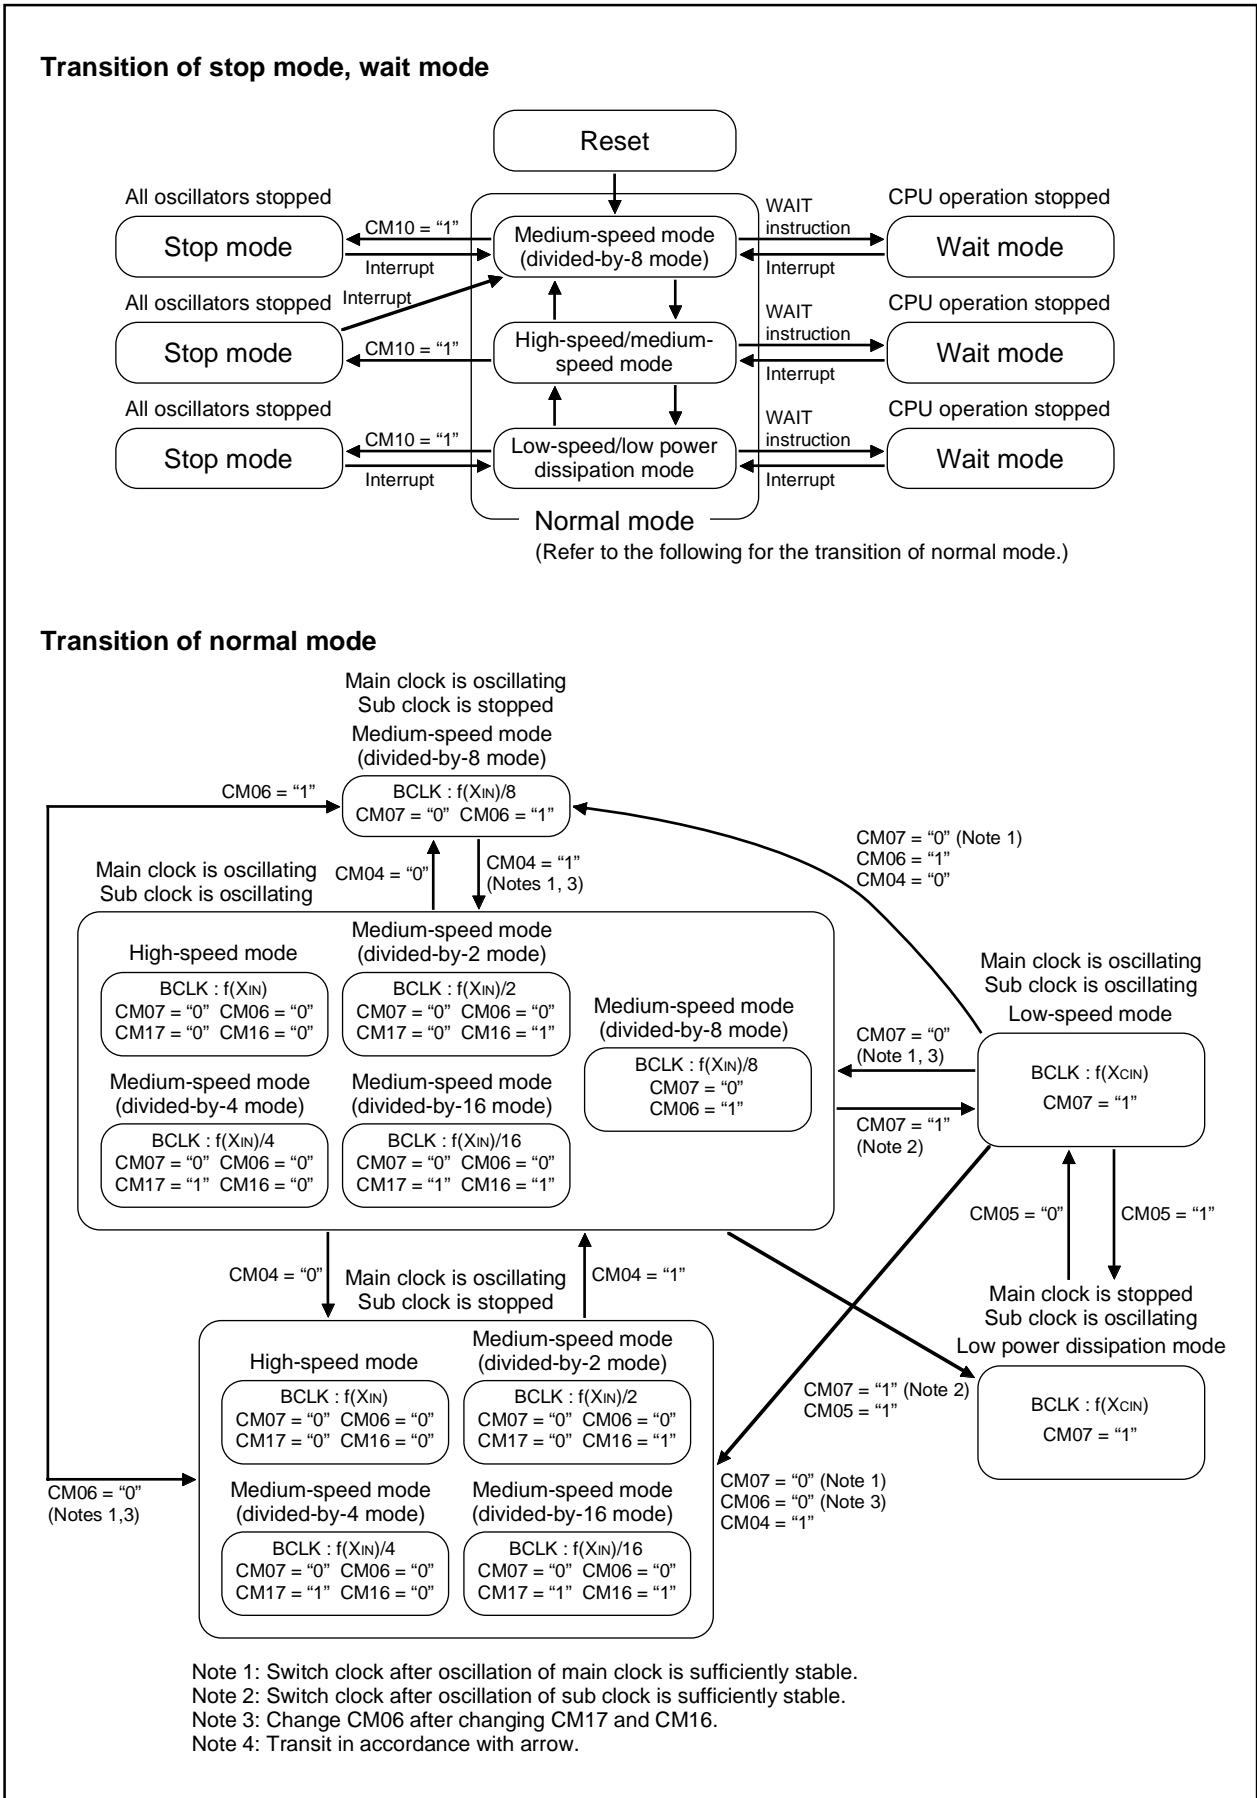 Transition of stop mode, wait mode
Reset
All oscillators stopped
Stop mode
CM10 = “1”
Interrupt
Medium-speed mode
(divided-by-8 mode)
WAIT
instruction
Interrupt
CPU operation stopped
Wait mode
All oscillators stopped
Interrupt
Stop mode
CM10 = “1”
High-speed/medium-
speed mode
WAIT
instruction
Interrupt
CPU operation stopped
Wait mode
All oscillators stopped
Stop mode
CM10 = “1”
Interrupt
Low-speed/low power
dissipation mode
WAIT
instruction
Interrupt
CPU operation stopped
Wait mode
Normal mode
(Refer to the following for the transition of normal mode.)
Transition of normal mode
Main clock is oscillating
Sub clock is stopped
Medium-speed mode
(divided-by-8 mode)
BCLK : f(XIN)/8
CM07 = “0” CM06 = “1”
CM06 = “1”
CM04 = “0”
CM04 = “1”
(Notes 1, 3)
CM07 = “0” (Note 1)
CM06 = “1”
CM04 = “0”
Main clock is oscillating
Sub clock is oscillating
High-speed mode
BCLK : f(XIN)
CM07 = “0” CM06 = “0”
CM17 = “0” CM16 = “0”
Medium-speed mode
(divided-by-2 mode)
BCLK : f(XIN)/2
CM07 = “0” CM06 = “0”
CM17 = “0” CM16 = “1”
Medium-speed mode
(divided-by-8 mode)
BCLK : f(XIN)/8
CM07 = “0”
CM06 = “1”
Medium-speed mode
(divided-by-4 mode)
BCLK : f(XIN)/4
CM07 = “0” CM06 = “0”
CM17 = “1” CM16 = “0”
Medium-speed mode
(divided-by-16 mode)
BCLK : f(XIN)/16
CM07 = “0” CM06 = “0”
CM17 = “1” CM16 = “1”
CM07 = “0”
(Note 1, 3)
CM07 = “1”
(Note 2)
Main clock is oscillating
Sub clock is oscillating
Low-speed mode
BCLK : f(XCIN)
CM07 = “1”
CM05 = “0”
CM05 = “1”
Main clock is stopped
Sub clock is oscillating
Low power dissipation mode
BCLK : f(XCIN)
CM07 = “1”
CM07 = “1” (Note 2)
CM05 = “1”
CM04 = “0”
CM04 = “1”
Main clock is oscillating
Sub clock is stopped
High-speed mode
BCLK : f(XIN)
CM07 = “0” CM06 = “0”
CM17 = “0” CM16 = “0”
Medium-speed mode
(divided-by-2 mode)
BCLK : f(XIN)/2
CM07 = “0” CM06 = “0”
CM17 = “0” CM16 = “1”
Medium-speed mode
(divided-by-4 mode)
BCLK : f(XIN)/4
CM07 = “0” CM06 = “0”
CM17 = “1” CM16 = “0”
Medium-speed mode
(divided-by-16 mode)
BCLK : f(XIN)/16
CM07 = “0” CM06 = “0”
CM17 = “1” CM16 = “1”
CM06 = “0”
(Notes 1,3)
CM07 = “0” (Note 1)
CM06 = “0” (Note 3)
CM04 = “1”
Note 1: Switch clock after oscillation of main clock is sufficiently stable.
Note 2: Switch clock after oscillation of sub clock is sufficiently stable.
Note 3: Change CM06 after changing CM17 and CM16.
Note 4: Transit in accordance with arrow.